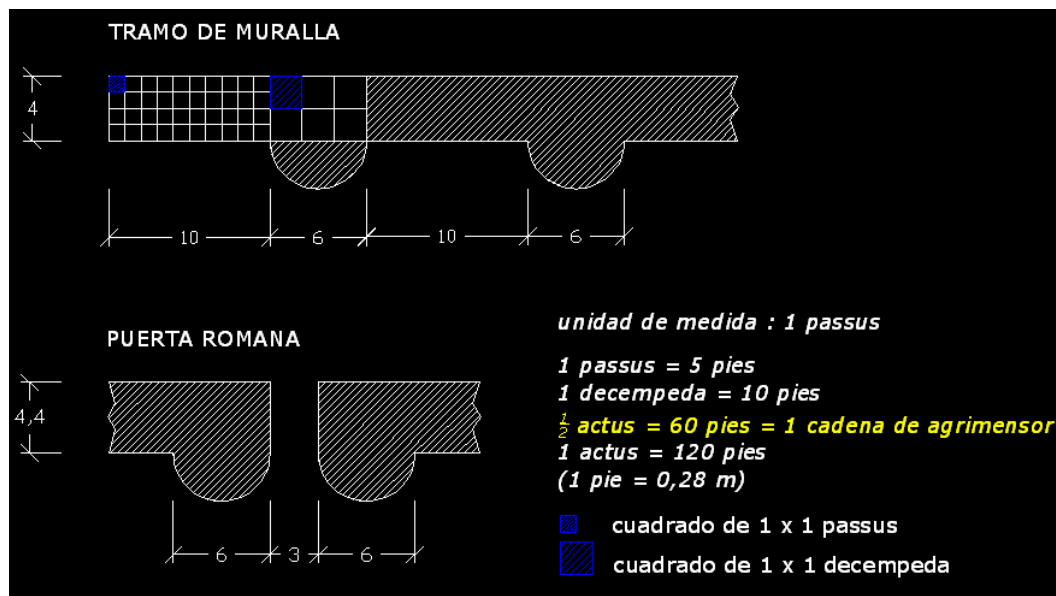 TRAMO DE MURALLA
4
10 6 10 6
PUERTA ROMANA
4,4
6 3 6
unidad de medida : 1 passus
1 passus = 5 pies
1 decempeda = 10 pies
½ actus = 60 pies = 1 cadena de agrimensor
1 actus = 120 pies
(1 pie = 0,28 m)
cuadrado de 1 x 1 passus
cuadrado de 1 x 1 decempeda